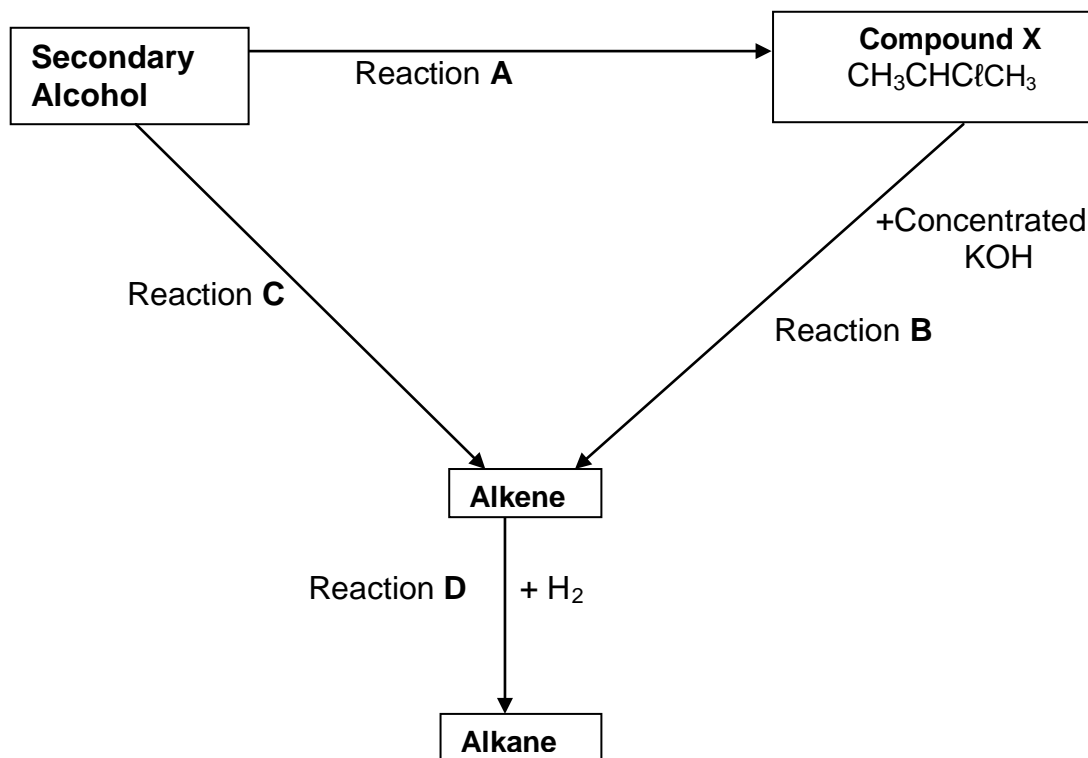 Secondary
Alcohol
Reaction A
Compound X
CH₃CHCℓCH₃
+Concentrated
KOH
Reaction C
Reaction B
Alkene
Reaction D
+ H₂
Alkane